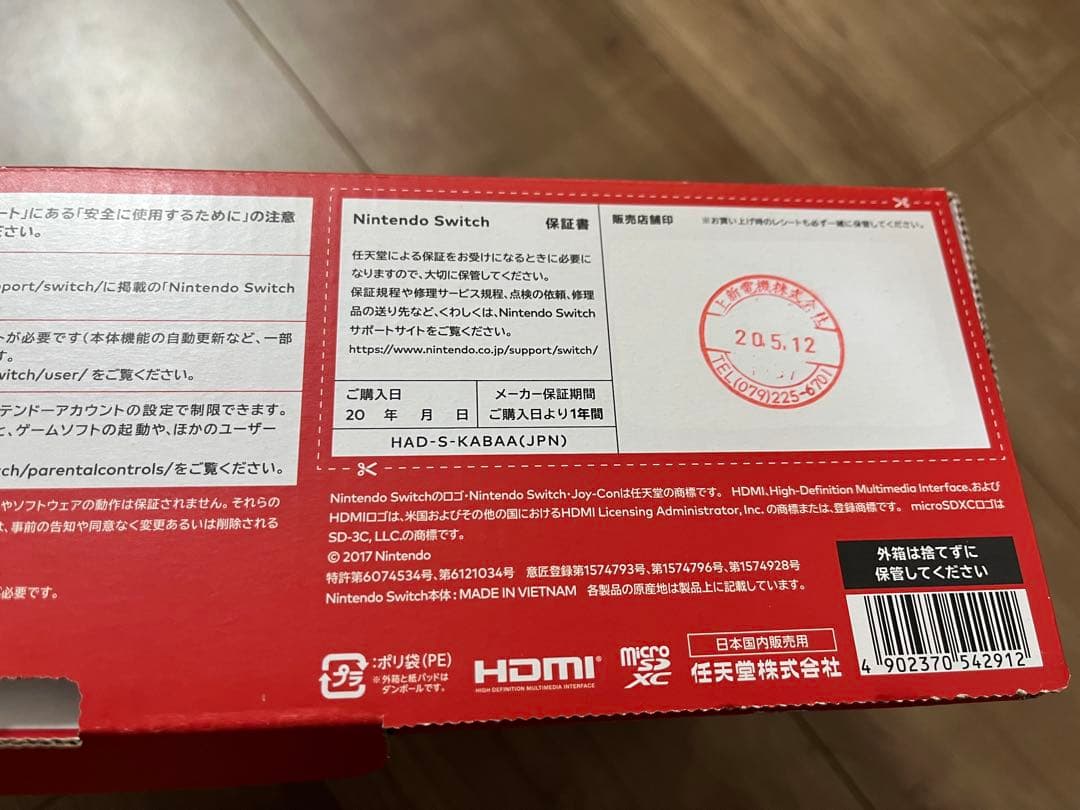 ート」にある「安全に使用するために」の注意
さい。
port/switch/に掲載の「Nintendo Switch
トが必要です(本体機能の自動更新など、一部
す。
witch/user/ をご覧ください。
テンドーアカウントの設定で制限できます。
と、ゲームソフトの起動や、ほかのユーザー
ch/parentalcontrols/をご覧ください。
やソフトウェアの動作は保証されません。それらの
は、事前の告知や同意なく変更あるいは削除される
必要です。
Nintendo Switch 保証書
任天堂による保証をお受けになるときに必要に
なりますので、大切に保管してください。
保証規程や修理サービス規程、点検の依頼、修理
品の送り先など、くわしくは、Nintendo Switch
サポートサイトをご覧ください。
https://www.nintendo.co.jp/support/switch/
ご購入日
20 年 月 日
メーカー保証期間
ご購入日より1年間
HAD-S-KABAA(JPN)
販売店舗印 ※お買い上げ時のレシートも必ず一緒に保管してください。
上新電機株式会社
20.5.12
TEL(079)225-6701
Nintendo Switchのロゴ・Nintendo Switch・Joy-Conは任天堂の商標です。 HDMI、High-Definition Multimedia Interface、および
HDMIロゴは、米国およびその他の国におけるHDMI Licensing Administrator, Inc. の商標または、登録商標です。 microSDXCロゴは
SD-3C, LLC.の商標です。
© 2017 Nintendo
特許第6074534号、第6121034号 意匠登録第1574793号、第1574796号、第1574928号
Nintendo Switch本体 : MADE IN VIETNAM 各製品の原産地は製品上に記載しています。
外箱は捨てずに
保管してください
プラ
:ポリ袋(PE)
※外箱と紙パッドは
ダンボールです。
HDMI®
HIGH DEFINITION MULTIMEDIA INTERFACE
micro
SD
XC
日本国内販売用
任天堂株式会社
4 902370 542912